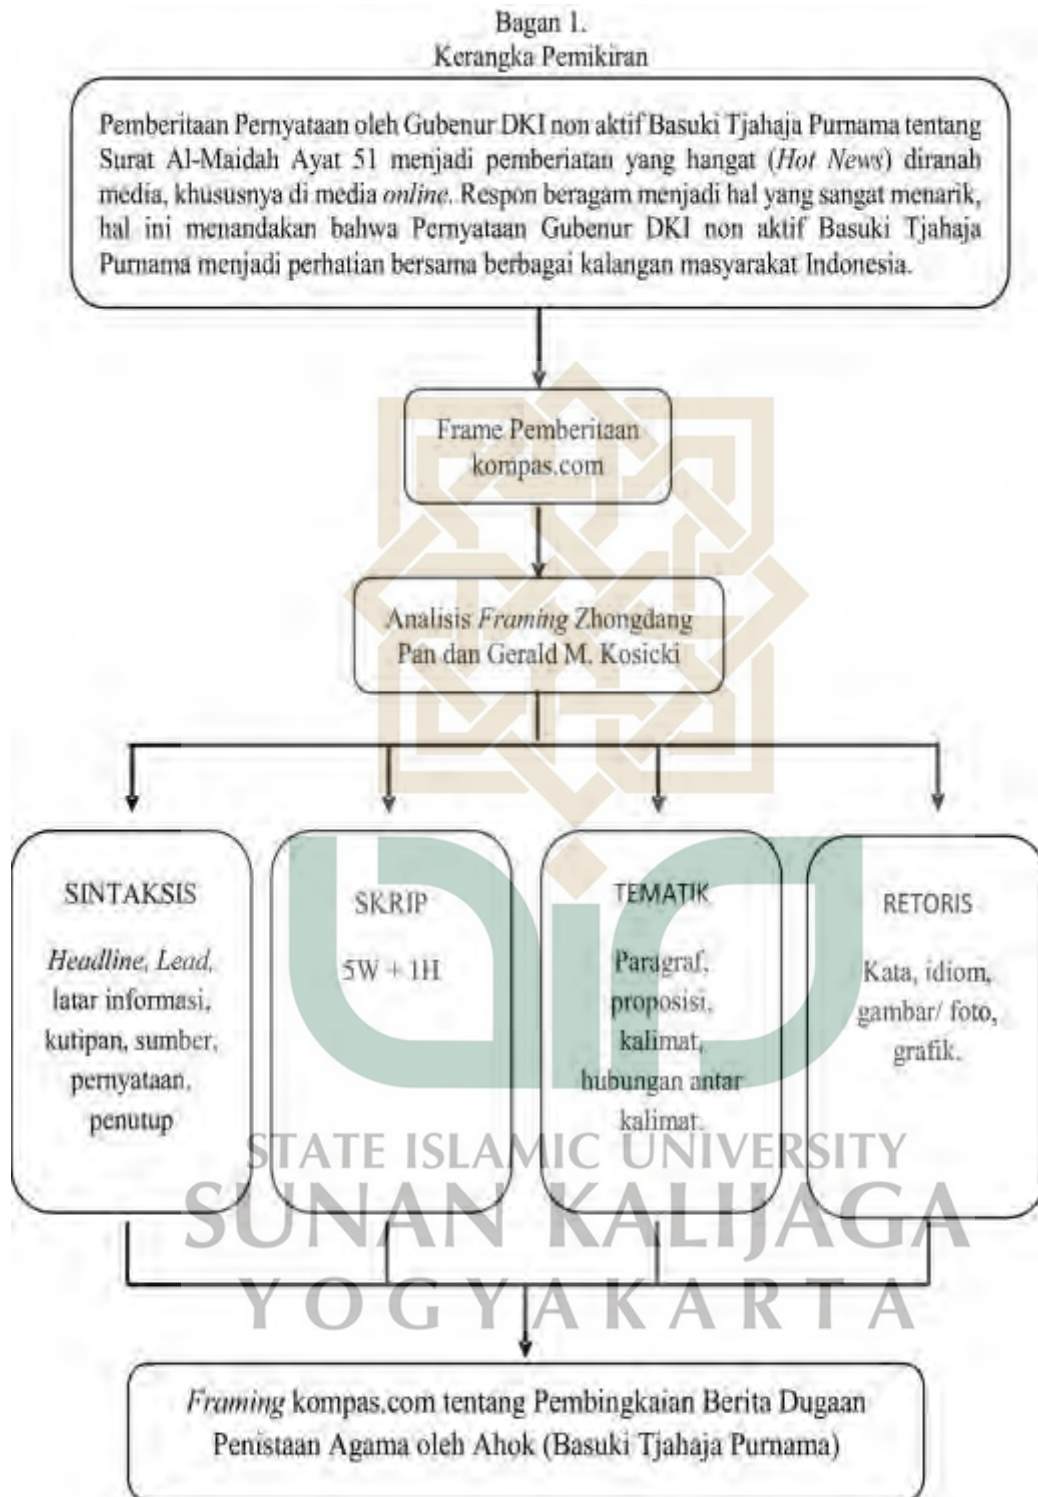 Bagan 1.
Kerangka Pemikiran
Pemberitaan Pernyataan oleh Gubenur DKI non aktif Basuki Tjahaja Purnama tentang
Surat Al-Maidah Ayat 51 menjadi pemberiatan yang hangat (Hot News) diranah
media, khususnya di media online. Respon beragam menjadi hal yang sangat menarik,
hal ini menandakan bahwa Pernyataan Gubenur DKI non aktif Basuki Tjahaja
Purnama menjadi perhatian bersama berbagai kalangan masyarakat Indonesia.
Frame Pemberitaan
kompas.com
Analisis Framing Zhongdang
Pan dan Gerald M. Kosicki
SINTAKSIS
Headline, Lead,
latar informasi,
kutipan, sumber,
pernyataan,
penutup
SKRIP
5W + 1H
TEMATIK
Paragraf,
proposisi,
kalimat,
hubungan antar
kalimat.
RETORIS
Kata, idiom,
gambar/ foto,
grafik.
STATE ISLAMIC UNIVERSITY
SUNAN KALIJAGA
YOGYAKARTA
Framing kompas.com tentang Pembingkaian Berita Dugaan
Penistaan Agama oleh Ahok (Basuki Tjahaja Purnama)